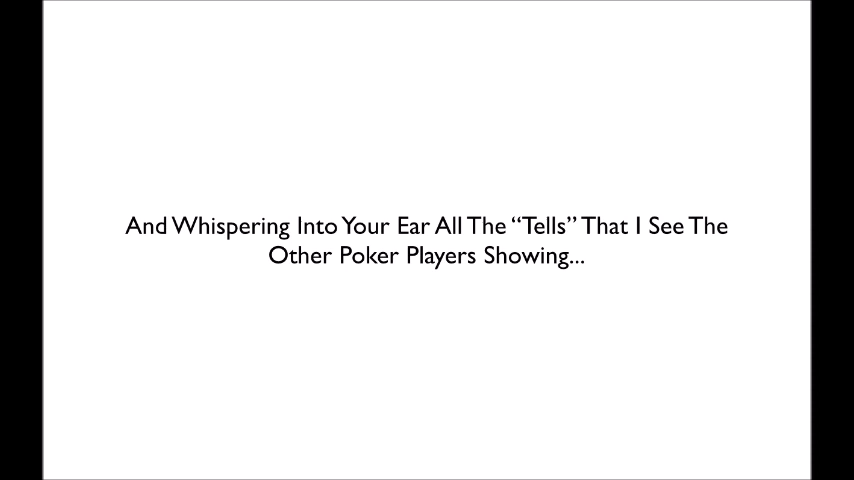 And Whispering Into Your Ear All The “Tells” That I See The
Other Poker Players Showing...